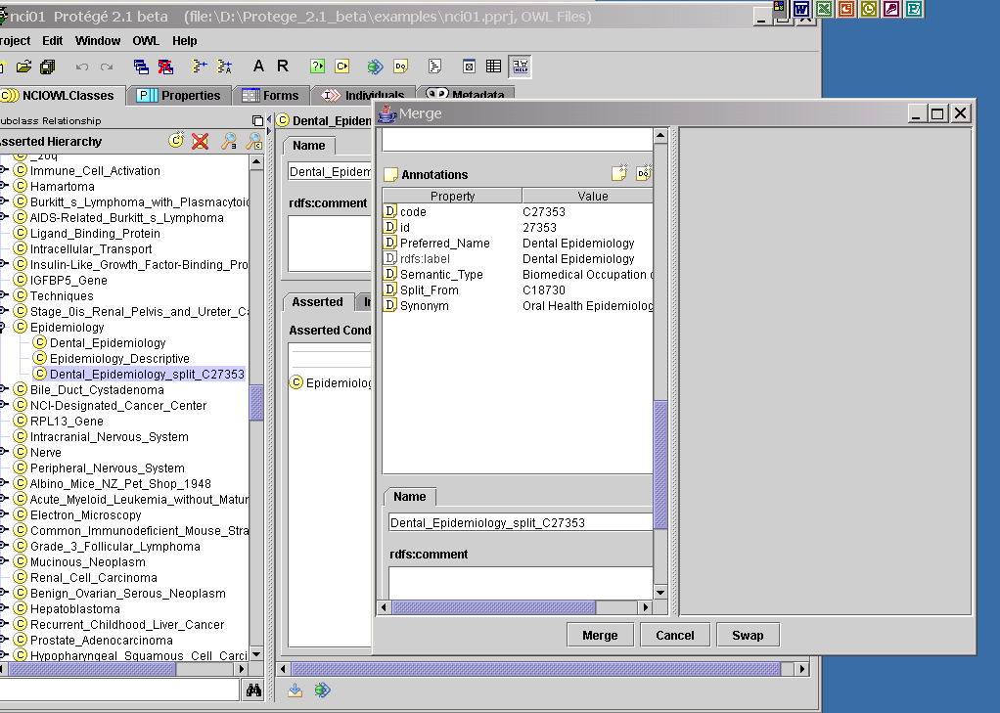 nci01 Protégé 2.1 beta (file:\D:\Protege_2.1_beta\examples\nci01.pprj, OWL Files)
roject Edit Window OWL Help
NCIOWLClasses Properties Forms Individuals Metadata
ubclass Relationship
sserted Hierarchy
_20q
Immune_Cell_Activation
Hamartoma
Burkitt_s_Lymphoma_with_Plasmacytoi
AIDS-Related_Burkitt_s_Lymphoma
Ligand_Binding_Protein
Intracellular_Transport
Insulin-Like_Growth_Factor-Binding_Pro
IGFBP5_Gene
Techniques
Stage_0is_Renal_Pelvis_and_Ureter_Ca
Epidemiology
Dental_Epidemiology
Epidemiology_Descriptive
Dental_Epidemiology_split_C27353
Bile_Duct_Cystadenoma
NCI-Designated_Cancer_Center
RPL13_Gene
Intracranial_Nervous_System
Nerve
Peripheral_Nervous_System
Albino_Mice_NZ_Pet_Shop_1948
Acute_Myeloid_Leukemia_without_Matur
Electron_Microscopy
Common_Immunodeficient_Mouse_Stra
Grade_3_Follicular_Lymphoma
Mucinous_Neoplasm
Renal_Cell_Carcinoma
Benign_Ovarian_Serous_Neoplasm
Hepatoblastoma
Recurrent_Childhood_Liver_Cancer
Prostate_Adenocarcinoma
Hypopharyngeal_Squamous_Cell_Carci
Dental_Epiden
Name
Dental_Epidem
rdfs:comment
Asserted In
Asserted Cond
Epidemiolog
Merge
Annotations
Property Value
code C27353
id 27353
Preferred_Name Dental Epidemiology
rdfs:label Dental Epidemiology
Semantic_Type Biomedical Occupation o
Split_From C18730
Synonym Oral Health Epidemiolog
Name
Dental_Epidemiology_split_C27353
rdfs:comment
Merge Cancel Swap